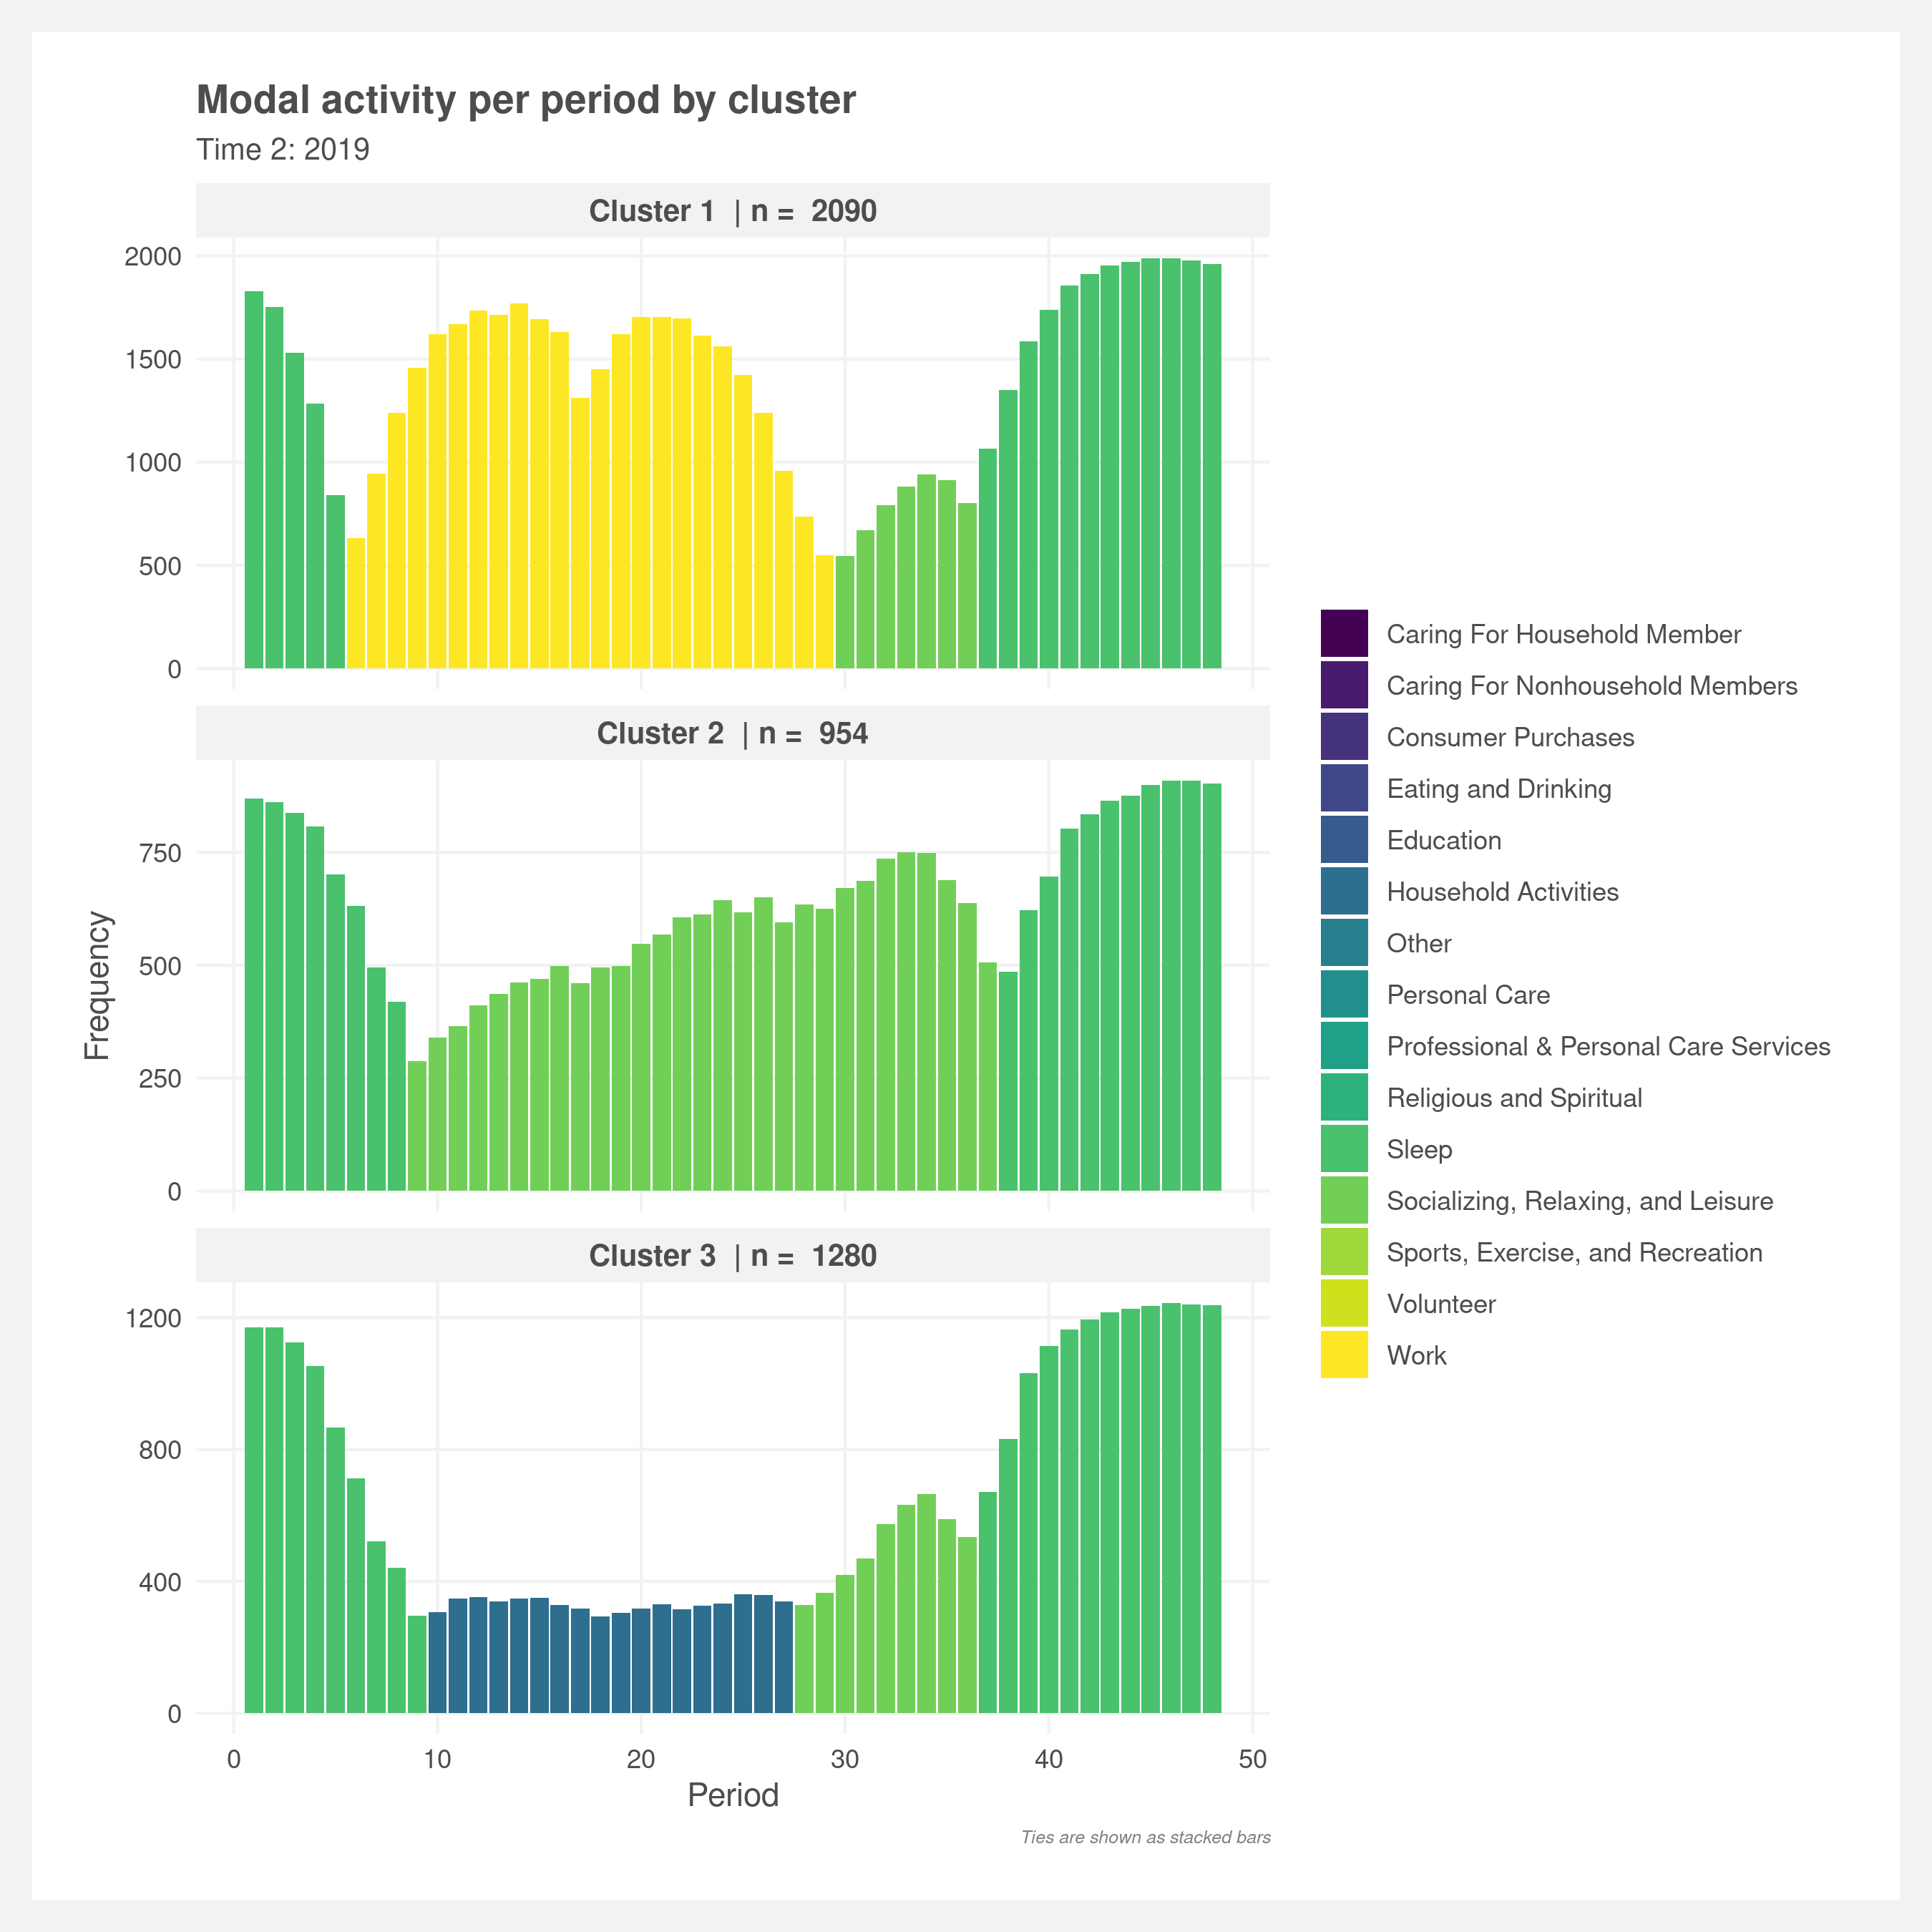 Modal activity per period by cluster
Time 2: 2019
Cluster 1 | n = 2090
2000
1500
1000
500
0
Cluster 2 | n = 954
750
500
250
0
Cluster 3 | n = 1280
1200
800
400
0
0 10 20 30 40 50
Period
Frequency
Ties are shown as stacked bars
Caring For Household Member
Caring For Nonhousehold Members
Consumer Purchases
Eating and Drinking
Education
Household Activities
Other
Personal Care
Professional & Personal Care Services
Religious and Spiritual
Sleep
Socializing, Relaxing, and Leisure
Sports, Exercise, and Recreation
Volunteer
Work